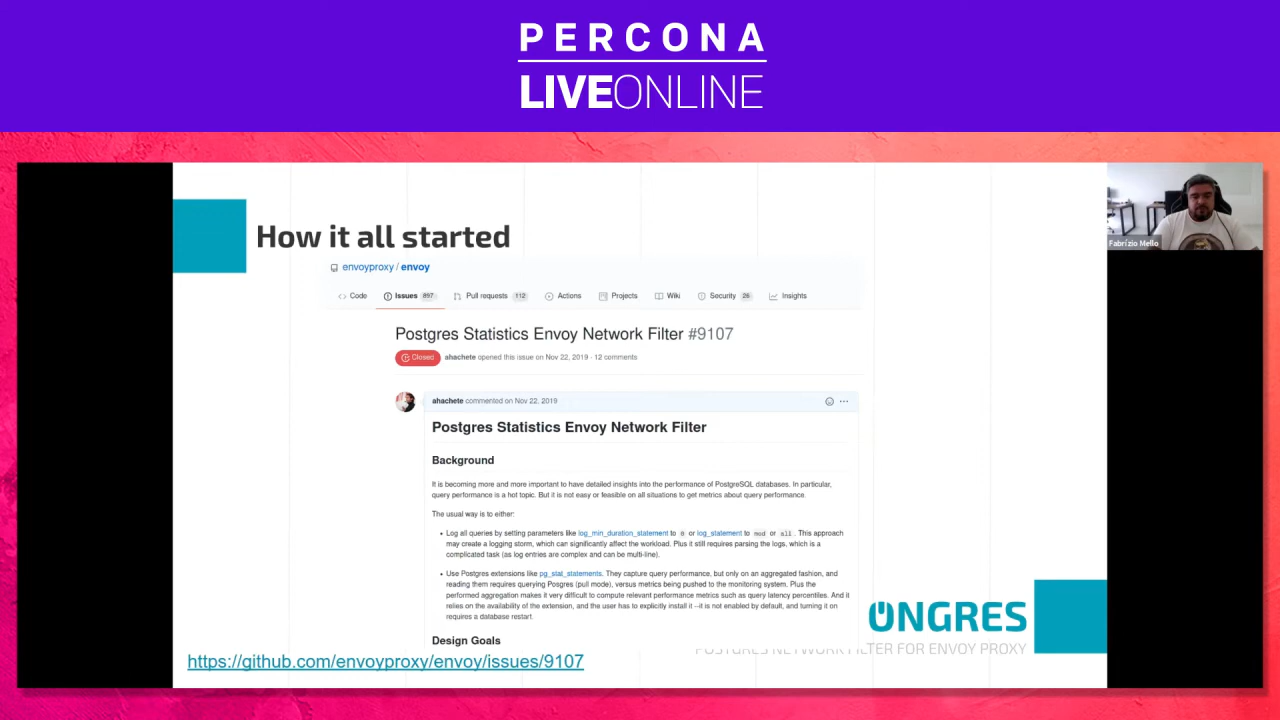 PERCONA
LIVEONLINE
How it all started
envoyproxy / envoy
Code Issues 897 Pull requests 112 Actions Projects Wiki Security 26 Insights
Postgres Statistics Envoy Network Filter #9107
Closed ahachete opened this issue on Nov 22, 2019 · 12 comments
ahachete commented on Nov 22, 2019
Postgres Statistics Envoy Network Filter
Background
It is becoming more and more important to have detailed insights into the performance of PostgreSQL databases. In particular,
query performance is a hot topic. But it is not easy or feasible on all situations to get metrics about query performance.
The usual way is to either:
• Log all queries by setting parameters like log_min_duration_statement to 0 or log_statement to mod or all. This approach
may create a logging storm, which can significantly affect the workload. Plus it still requires parsing the logs, which is a
complicated task (as log entries are complex and can be multi-line).
• Use Postgres extensions like pg_stat_statements. They capture query performance, but only on an aggregated fashion, and
reading them requires querying Postgres (pull mode), versus metrics being pushed to the monitoring system. Plus the
performed aggregation makes it very difficult to compute relevant performance metrics such as query latency percentiles. And it
relies on the availability of the extension, and the user has to explicitly install it --it is not enabled by default, and turning it on
requires a database restart.
Design Goals
https://github.com/envoyproxy/envoy/issues/9107
ONGRES
POSTGRES NETWORK FILTER FOR ENVOY PROXY
Fabrízio Mello